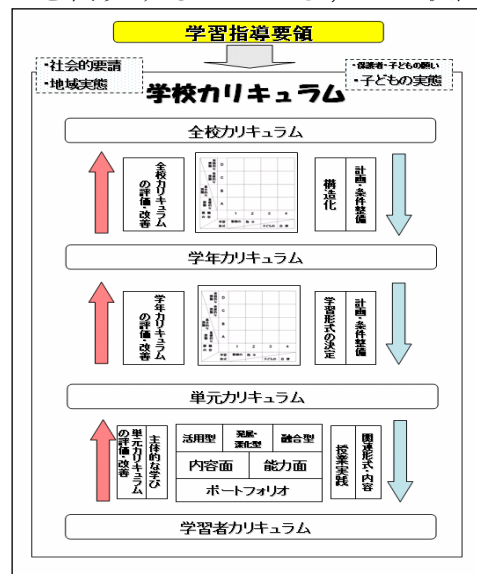 学習指導要領
・社会的要請
・地域実態
・保護者・子どもの願い
・子どもの実態
学校カリキュラム
全校カリキュラム
全校カリキュラム
の評価・改善
構造化
計画・条件整備
D
C
B
A
1 2 3 4
学年カリキュラム
学年カリキュラム
の評価・改善
学習形式の決定
計画・条件整備
D
C
B
A
1 2 3 4
単元カリキュラム
単元カリキュラム
の評価・改善
主体的な学び
活用型
発展・
深化型
融合型
内容面
能力面
ポートフォリオ
授業実践
関連形式・内容
学習者カリキュラム